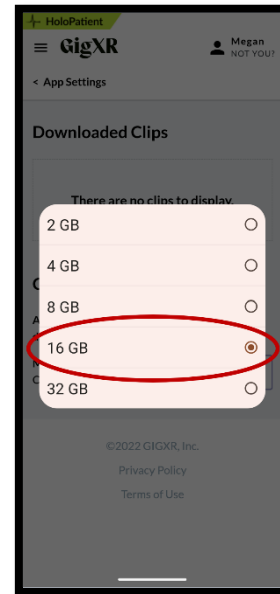 HoloPatient
GigXR
Megan
NOT YOU?
< App Settings
Downloaded Clips
There are no clips to display.
2 GB
4 GB
8 GB
16 GB
32 GB
©2022 GIGXR, Inc.
Privacy Policy
Terms of Use